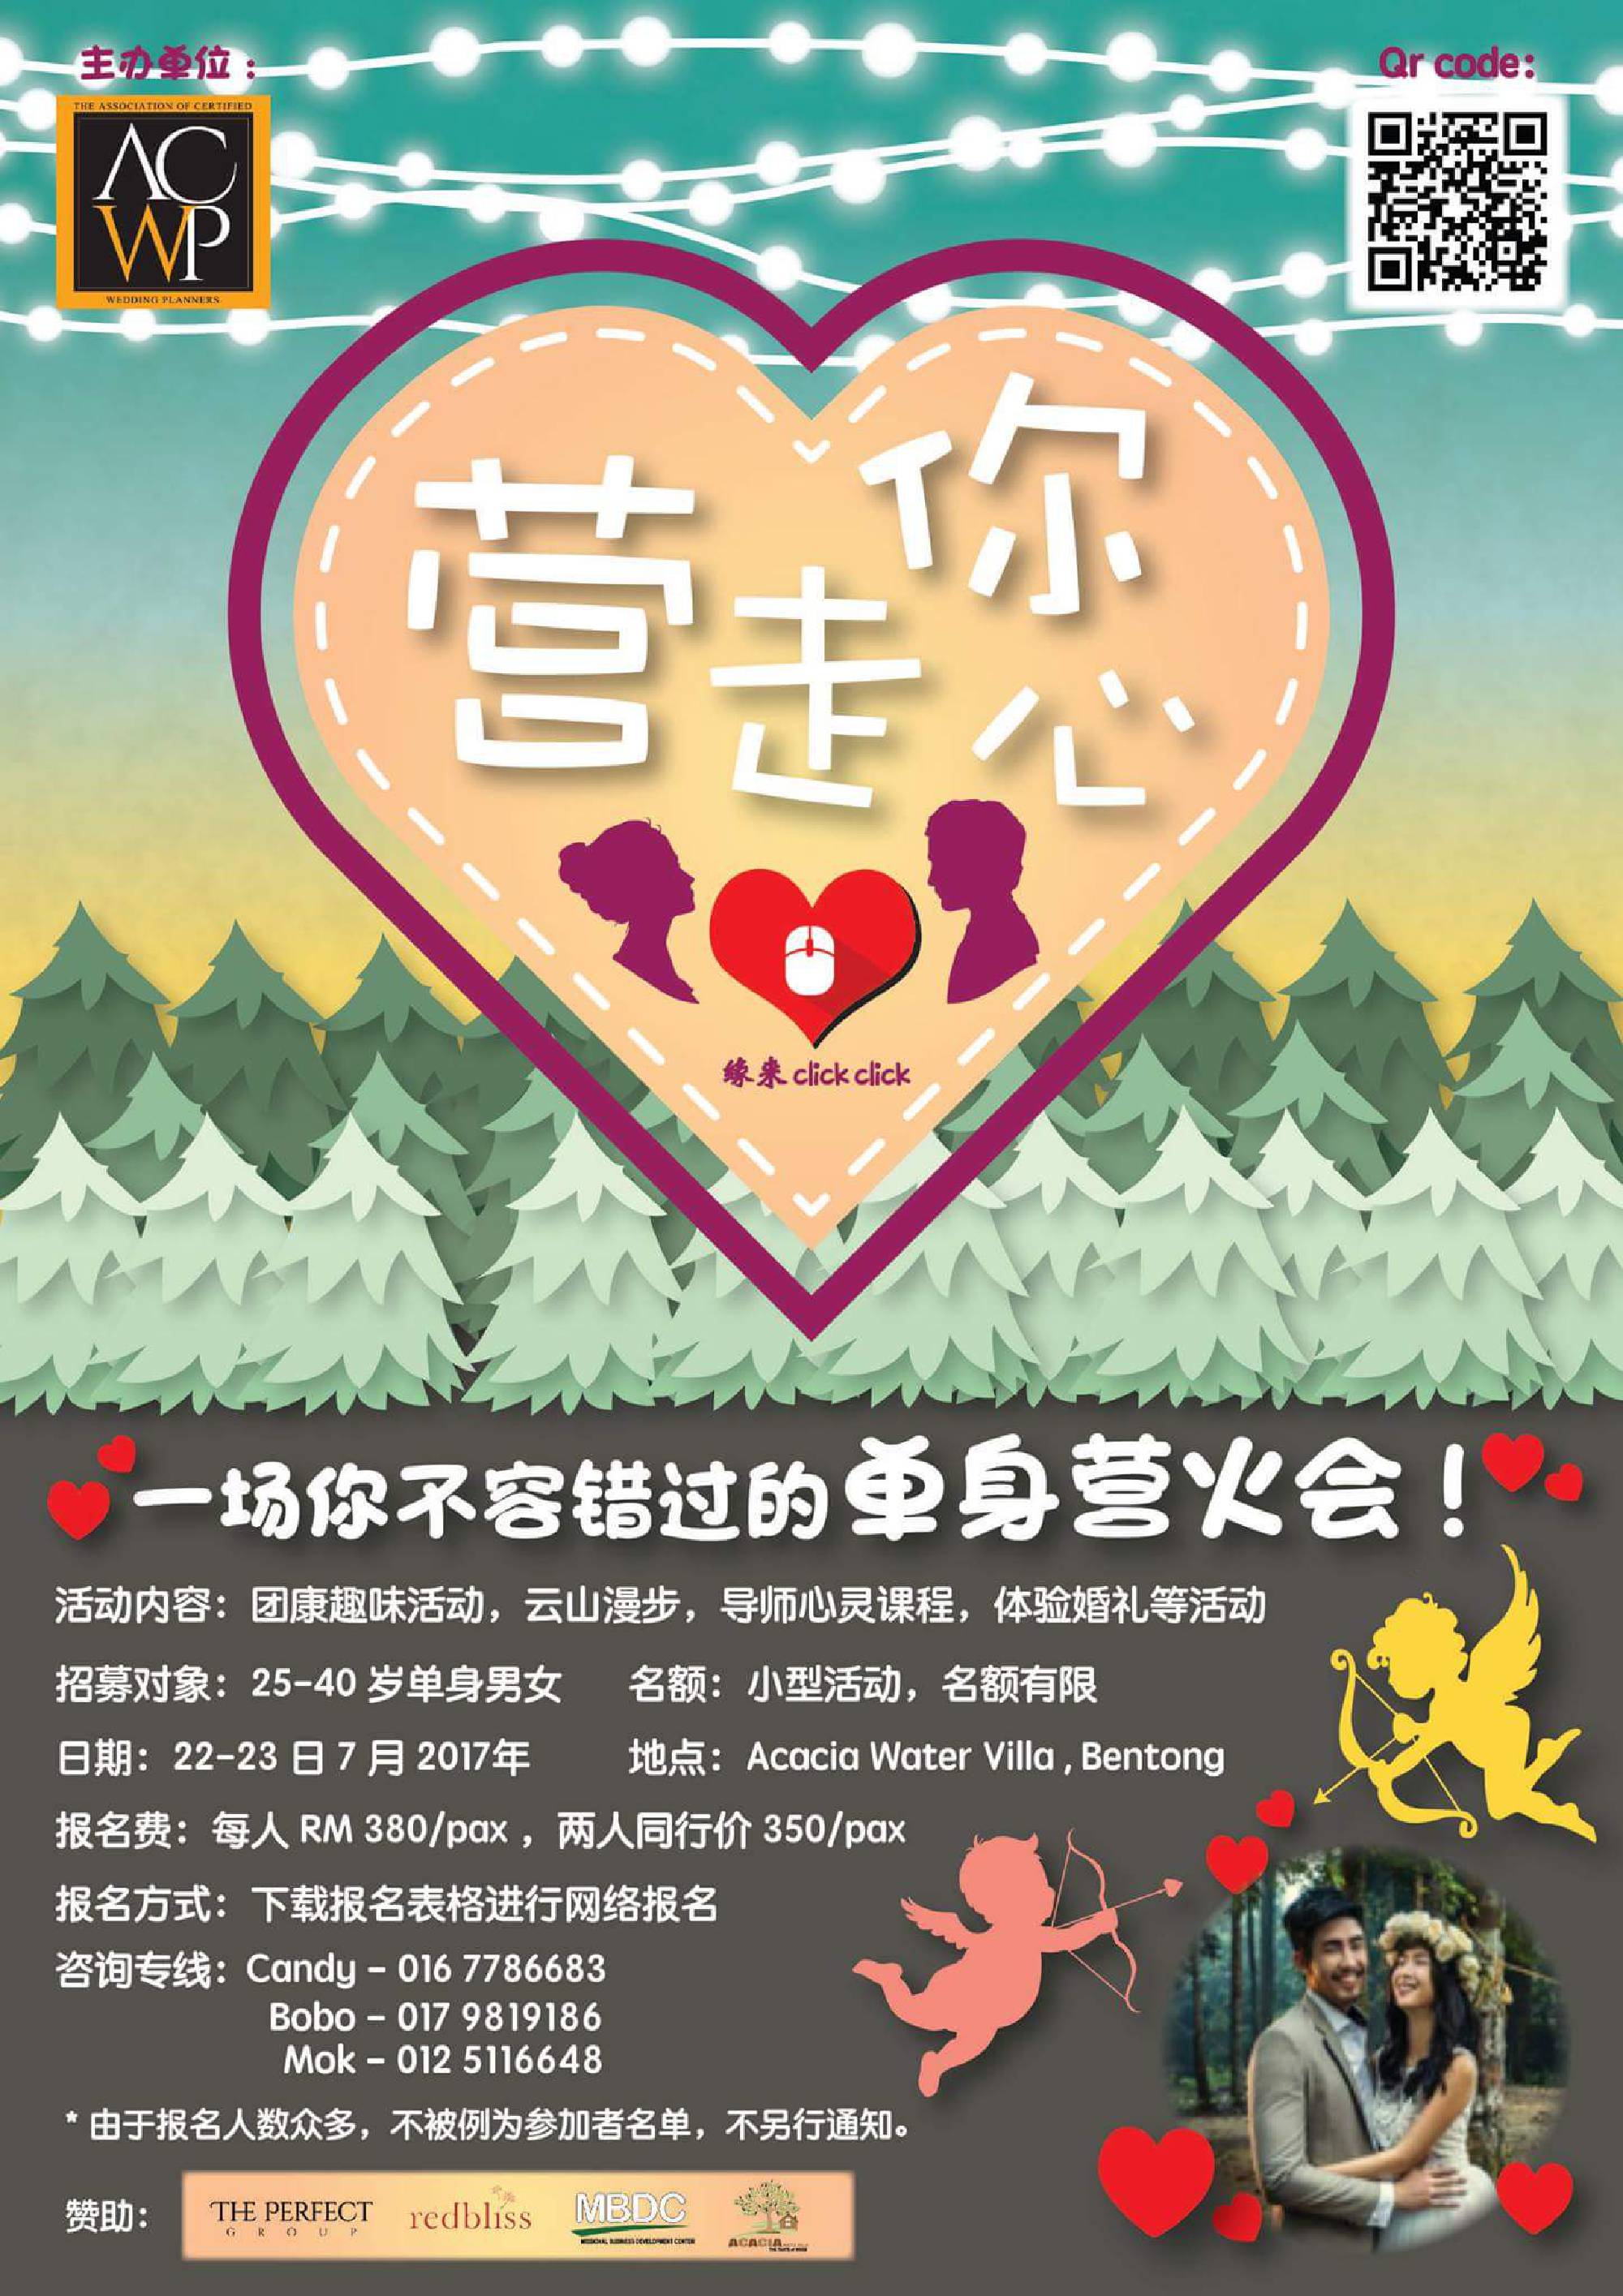 主办单位：
Qr code:
THE ASSOCIATION OF CERTIFIED
AC
WP
WEDDING PLANNERS
营走你心
缘来 click click
一场你不容错过的单身营火会！
活动内容：团康趣味活动，云山漫步，导师心灵课程，体验婚礼等活动
招募对象：25-40 岁单身男女 名额：小型活动，名额有限
日期：22-23 日 7 月 2017年 地点：Acacia Water Villa , Bentong
报名费：每人 RM 380/pax ，两人同行价 350/pax
报名方式：下载报名表格进行网络报名
咨询专线：Candy - 016 7786683
Bobo - 017 9819186
Mok - 012 5116648
* 由于报名人数众多，不被例为参加者名单，不另行通知。
赞助：
THE PERFECT
GROUP
redbliss
MBDC
ACACIA